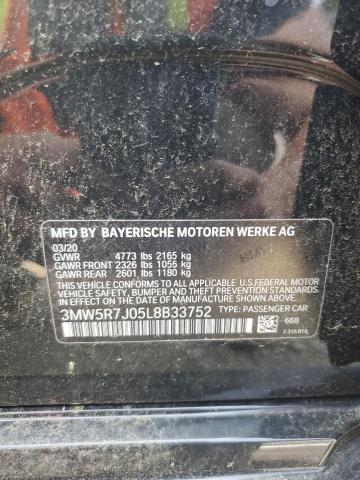 MFD BY BAYERISCHE MOTOREN WERKE AG
03/20
GVWR 4773 lbs 2165 kg
GAWR FRONT 2326 lbs 1055 kg
GAWR REAR 2601 lbs 1180 kg
THIS VEHICLE CONFORMS TO ALL APPLICABLE U.S. FEDERAL MOTOR
VEHICLE SAFETY, BUMPER, AND THEFT PREVENTION STANDARDS
IN EFFECT ON THE DATE OF MANUFACTURE SHOWN ABOVE.
3MW5R7J05L8B33752 TYPE: PASSENGER CAR
668